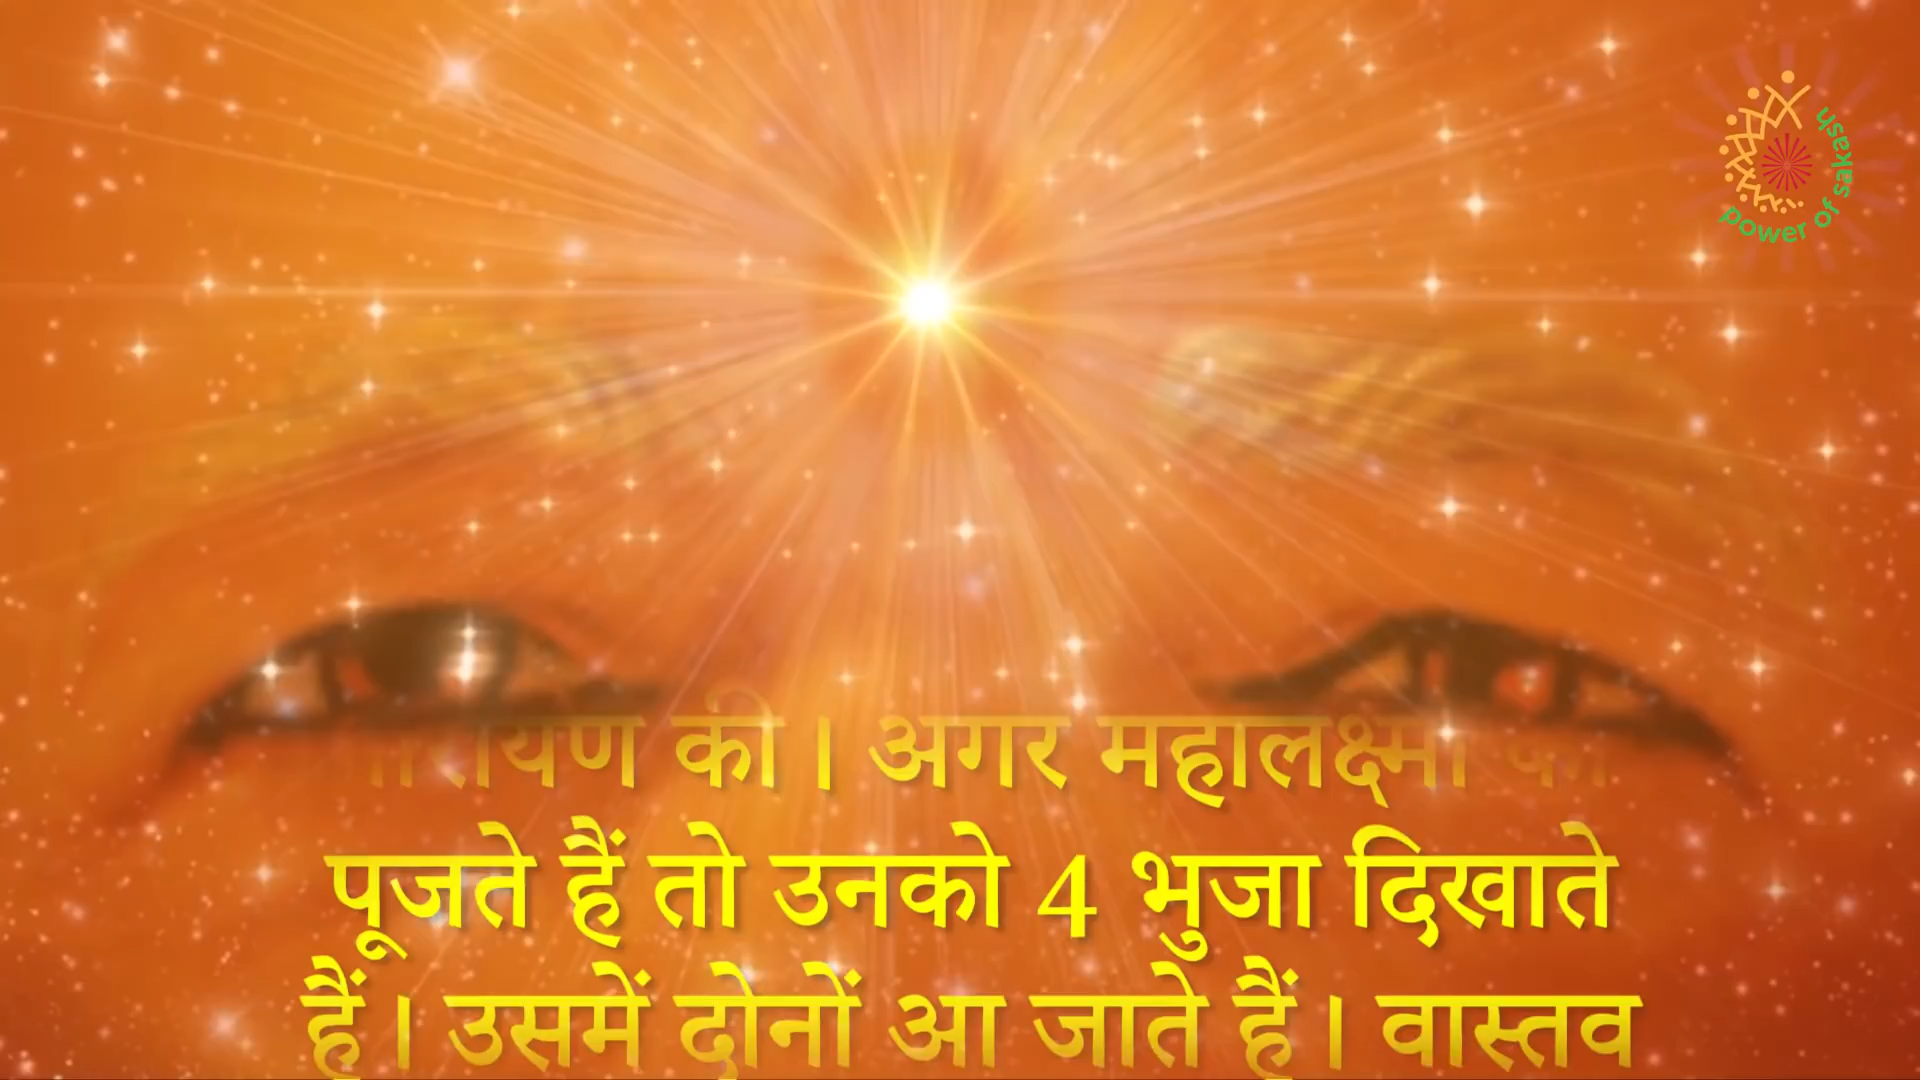 power of sakash
की। अगर महालक्ष्मी
पूजते हैं तो उनको 4 भुजा दिखाते
हैं। उसमें दोनों आ जाते हैं। वास्तव